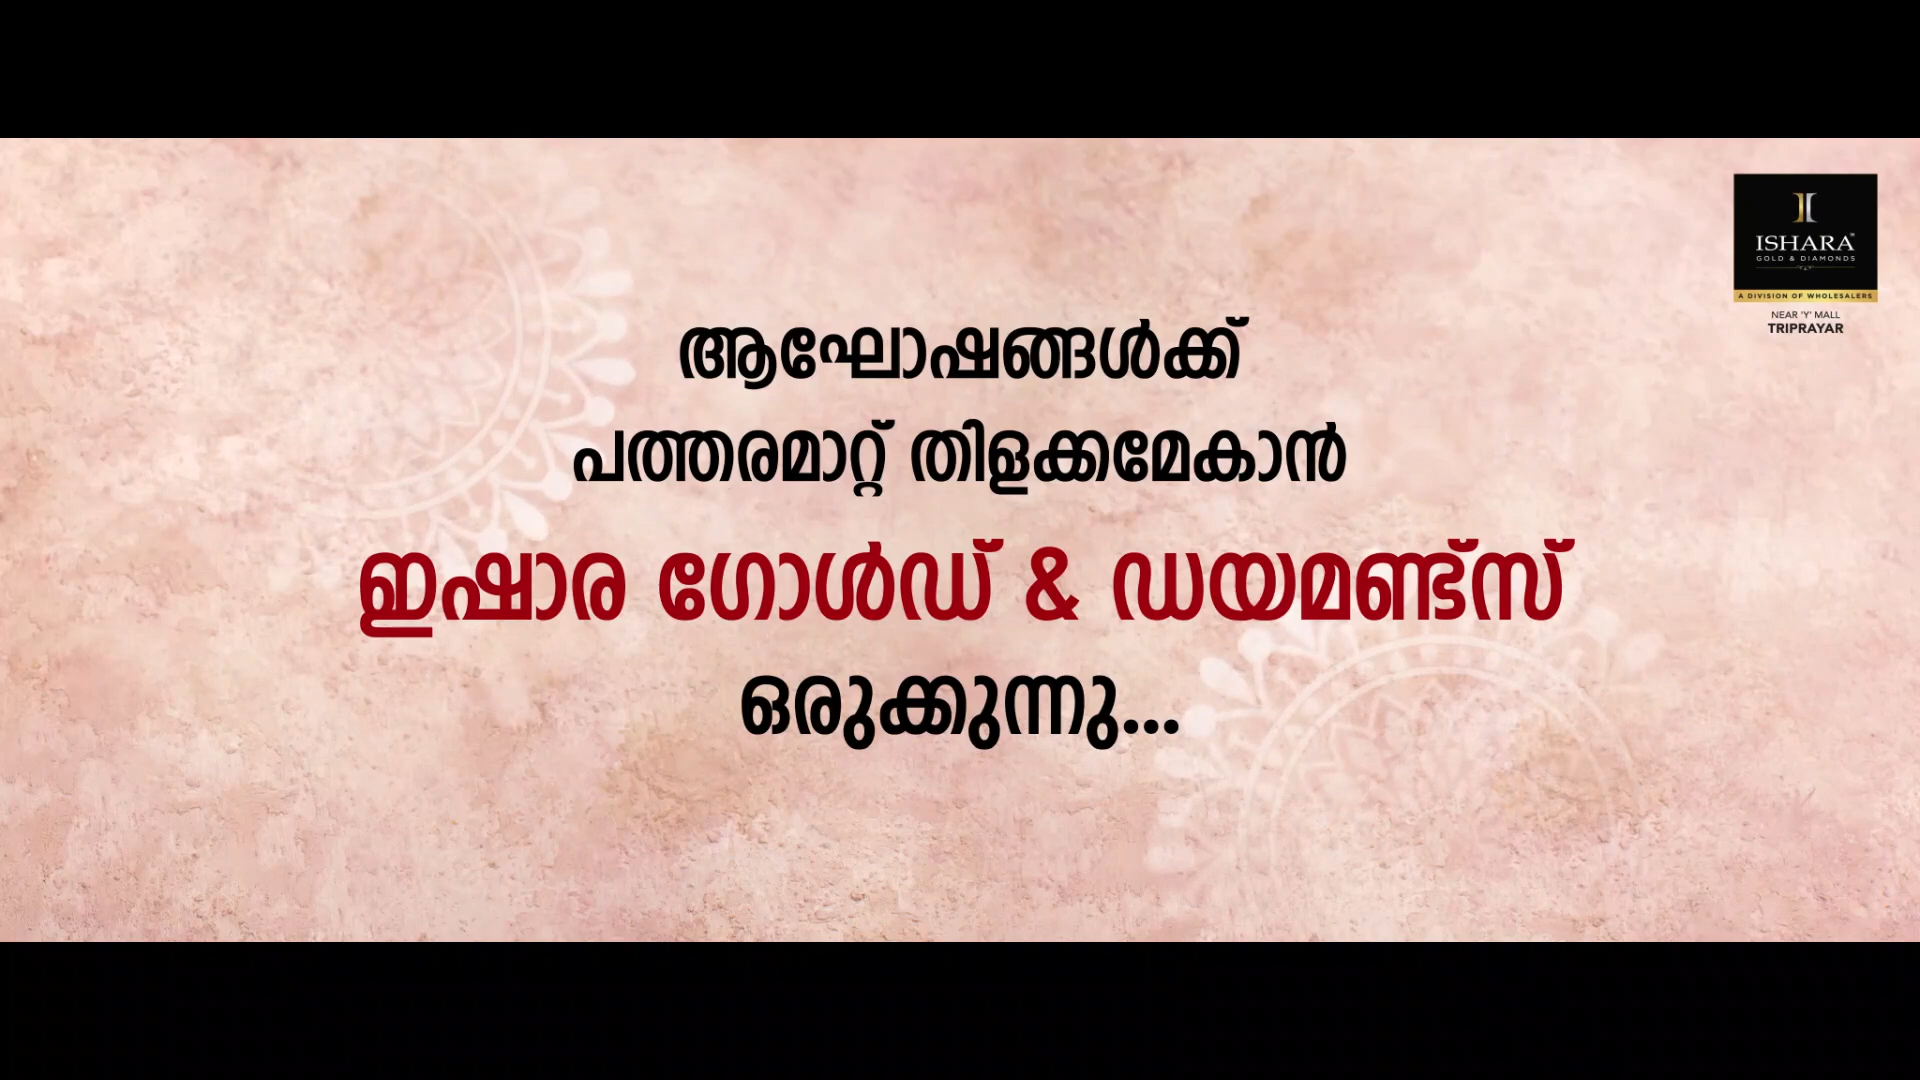 ISHARA™
GOLD & DIAMONDS
A DIVISION OF WHOLESALERS
NEAR 'Y' MALL
TRIPRAYAR
ആഘോഷങ്ങൾക്ക്
പത്തരമാറ്റ് തിളക്കമേകാൻ
ഇഷാര ഗോൾഡ് & ഡയമണ്ട്സ്
ഒരുക്കുന്നു...